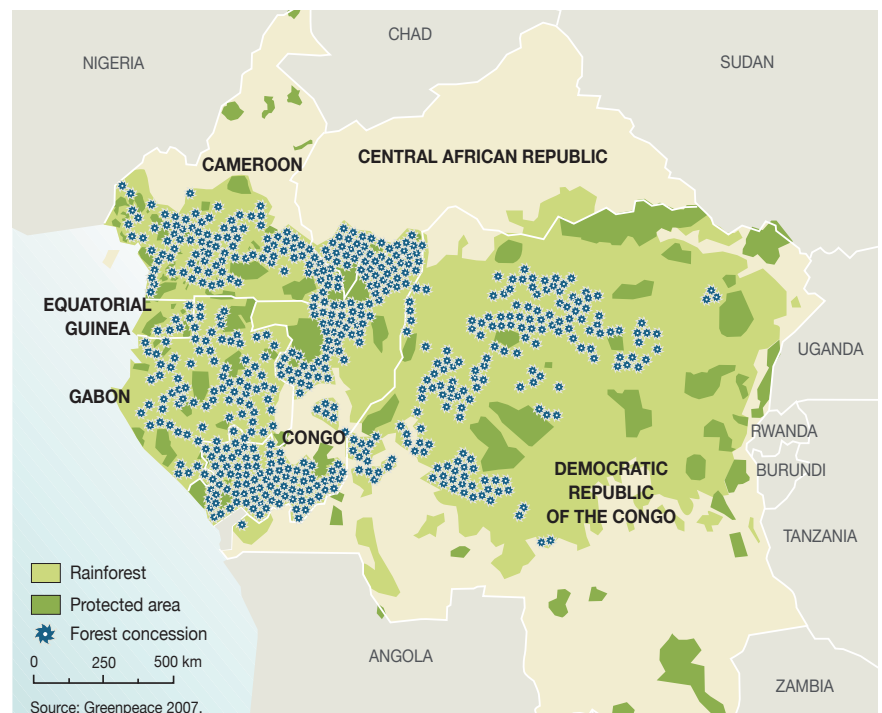 CHAD
NIGERIA
SUDAN
CAMEROON
CENTRAL AFRICAN REPUBLIC
EQUATORIAL
GUINEA
UGANDA
GABON
RWANDA
CONGO
BURUNDI
DEMOCRATIC
REPUBLIC
OF THE CONGO
TANZANIA
Rainforest
Protected area
Forest concession
0 250 500 km
ANGOLA
ZAMBIA
Source: Greenpeace 2007.